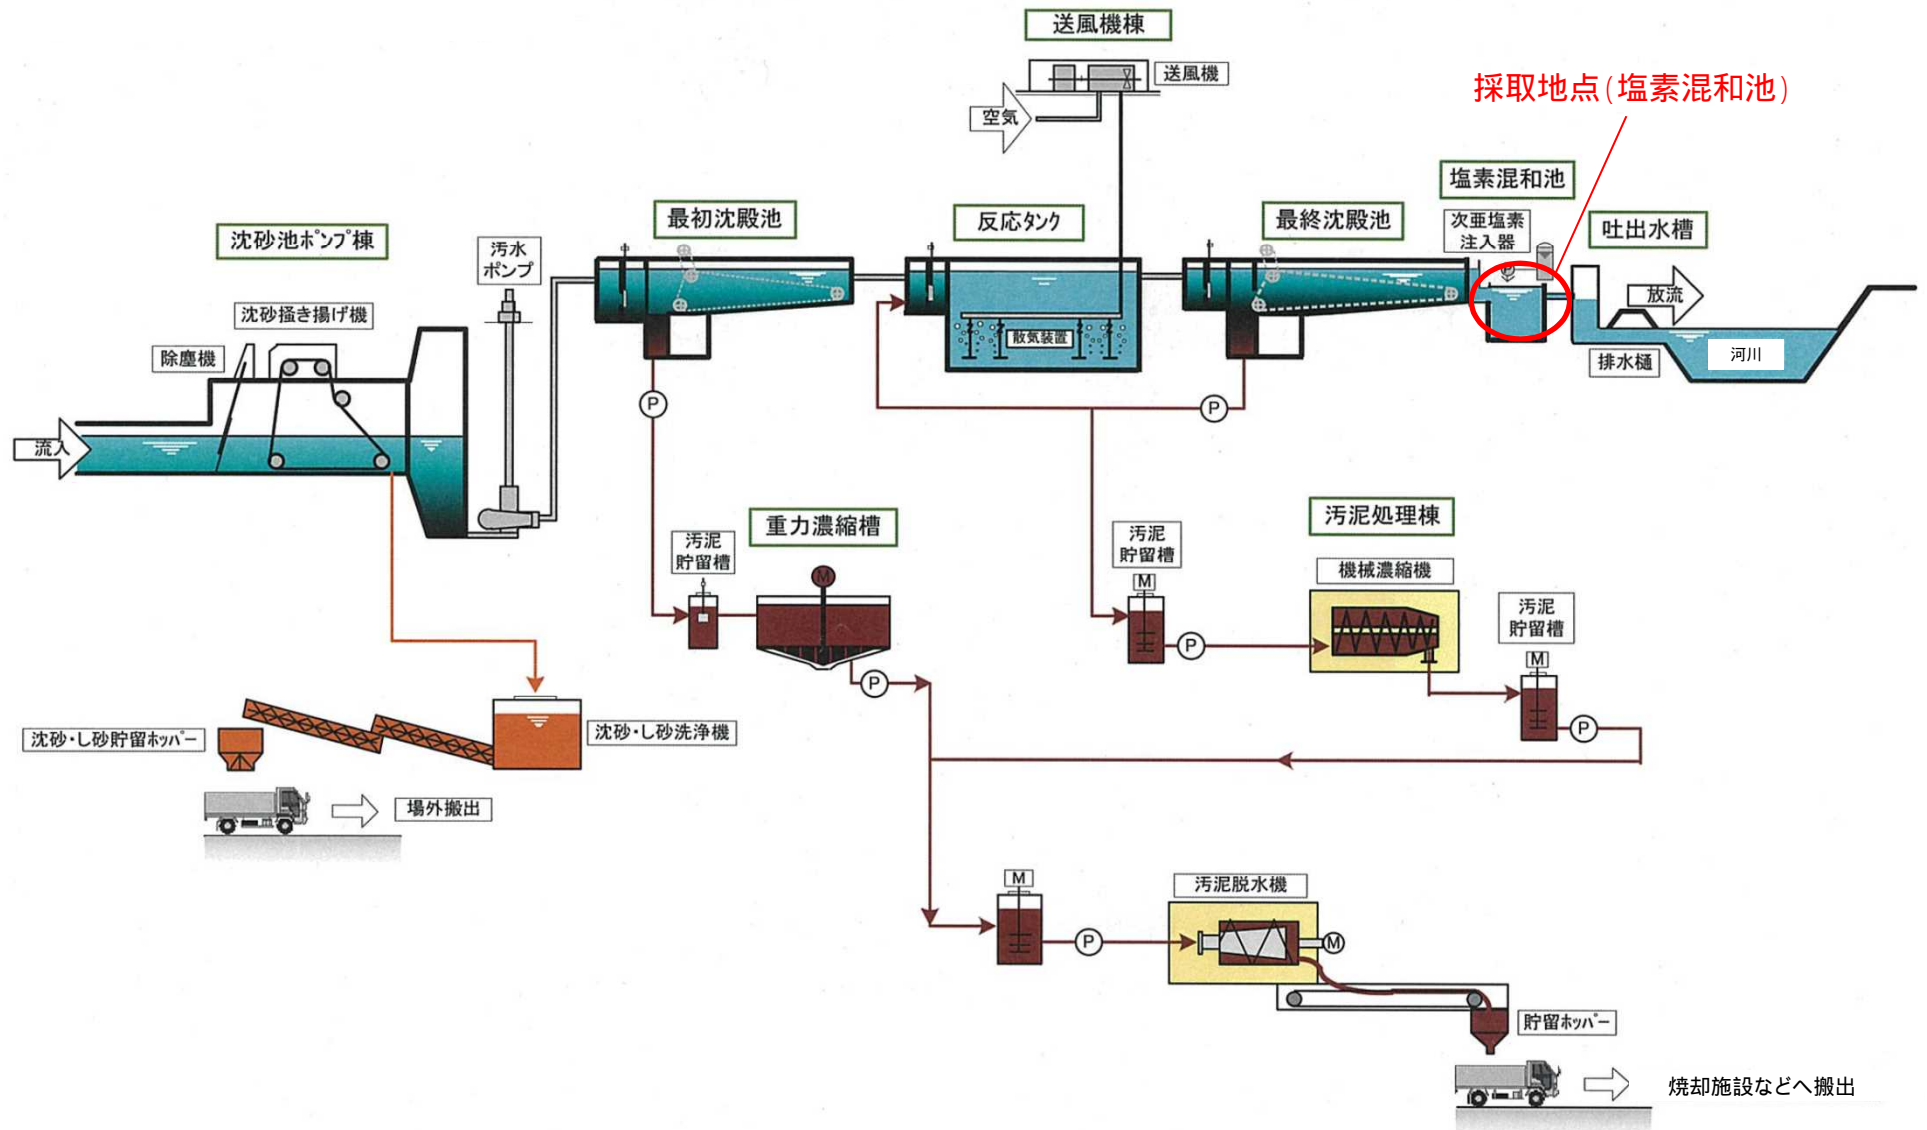 送風機棟
送風機
空気
採取地点(塩素混和池)
塩素混和池
次亜塩素
注入器
P
最初沈殿池
反応タンク
最終沈殿池
吐出水槽
沈砂池ポンプ棟
汚水
ポンプ
放流
沈砂掻き揚げ機
除塵機
散気装置
排水樋
河川
流入
P
P
重力濃縮槽
汚泥処理棟
汚泥
貯留槽
汚泥
貯留槽
機械濃縮機
M
M
汚泥
貯留槽
P
M
P
P
沈砂・し砂貯留ホッパー
沈砂・し砂洗浄機
場外搬出
M
汚泥脱水機
P
M
貯留ホッパー
焼却施設などへ搬出